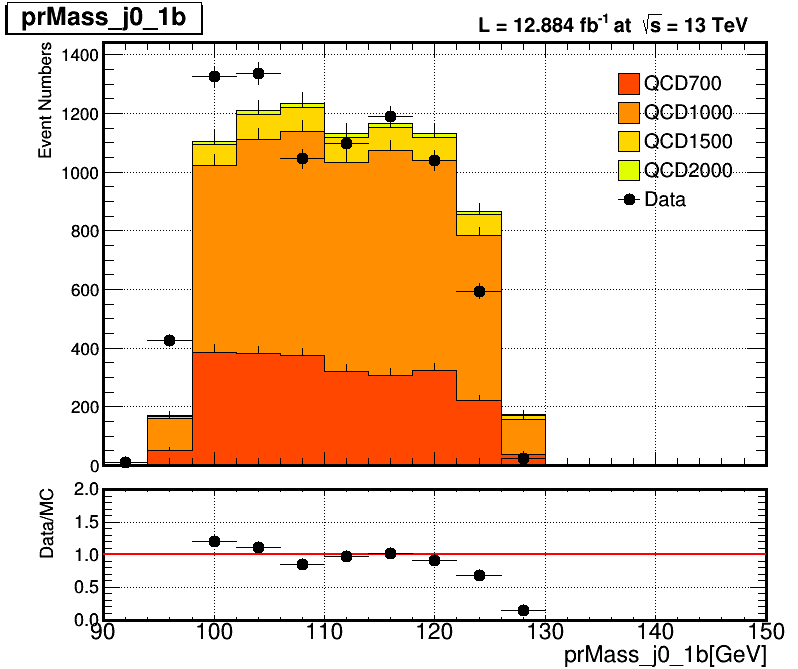 prMass_j0_1b
L = 12.884 fb-1 at √s = 13 TeV
Event Numbers
1400
1200
1000
800
600
400
200
0
QCD700
QCD1000
QCD1500
QCD2000
Data
Data/MC
2.0
1.5
1.0
0.5
0.0
90 100 110 120 130 140 150
prMass_j0_1b[GeV]